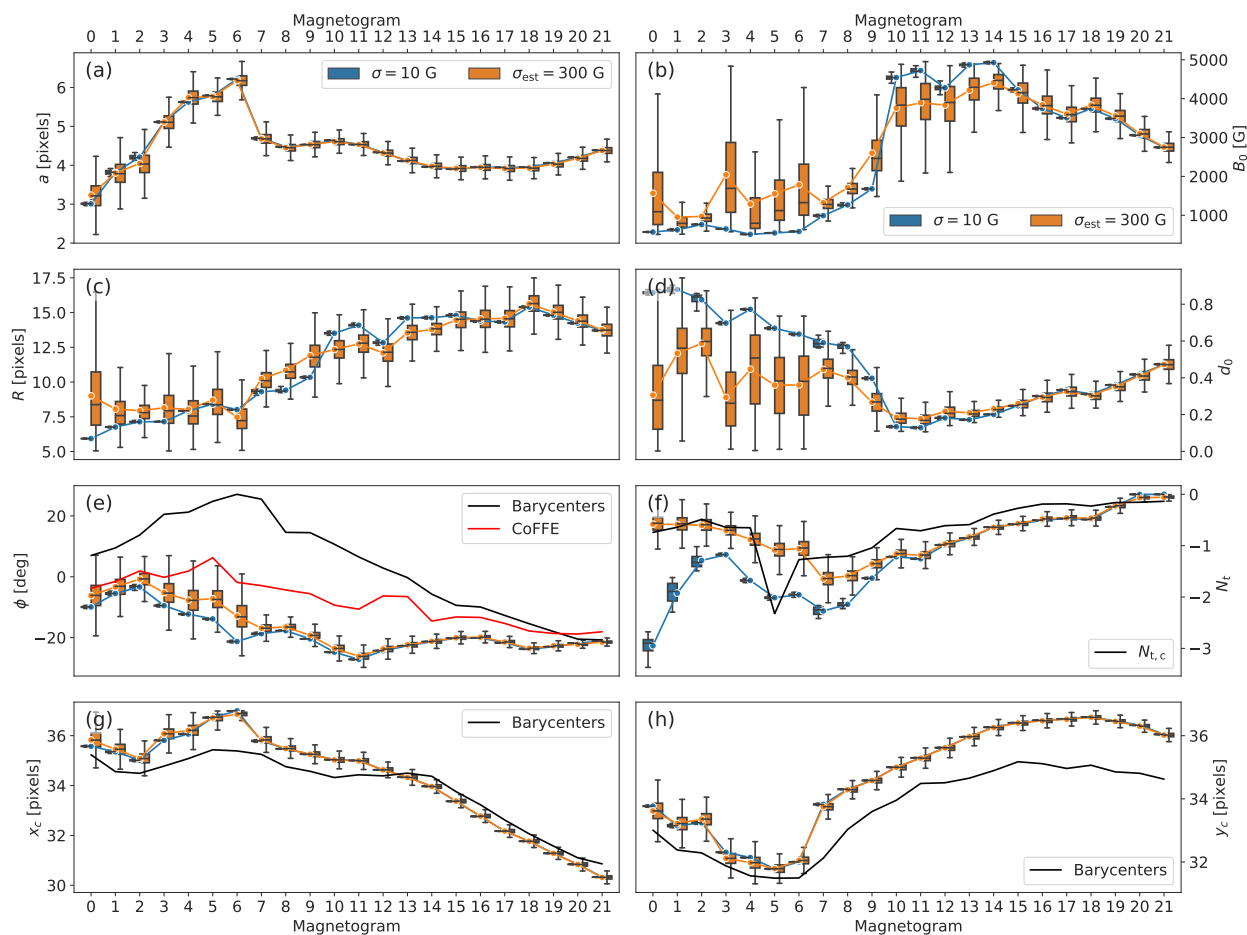 Magnetogram Magnetogram
0 1 2 3 4 5 6 7 8 9 10 11 12 13 14 15 16 17 18 19 20 21
0 1 2 3 4 5 6 7 8 9 10 11 12 13 14 15 16 17 18 19 20 21
(a)
σ = 10 G
σest = 300 G
a [pixels]
6
5
4
3
2
(b)
σ = 10 G
σest = 300 G
B0 [G]
5000
4000
3000
2000
1000
(c)
R [pixels]
17.5
15.0
12.5
10.0
7.5
5.0
(d)
d0
0.8
0.6
0.4
0.2
0.0
(e)
Barycenters
CoFFE
ϕ [deg]
20
0
−20
(f)
Nt,c
Nt
0
−1
−2
−3
(g)
Barycenters
xc [pixels]
36
34
32
30
(h)
Barycenters
yc [pixels]
36
34
32
0 1 2 3 4 5 6 7 8 9 10 11 12 13 14 15 16 17 18 19 20 21
0 1 2 3 4 5 6 7 8 9 10 11 12 13 14 15 16 17 18 19 20 21
Magnetogram Magnetogram